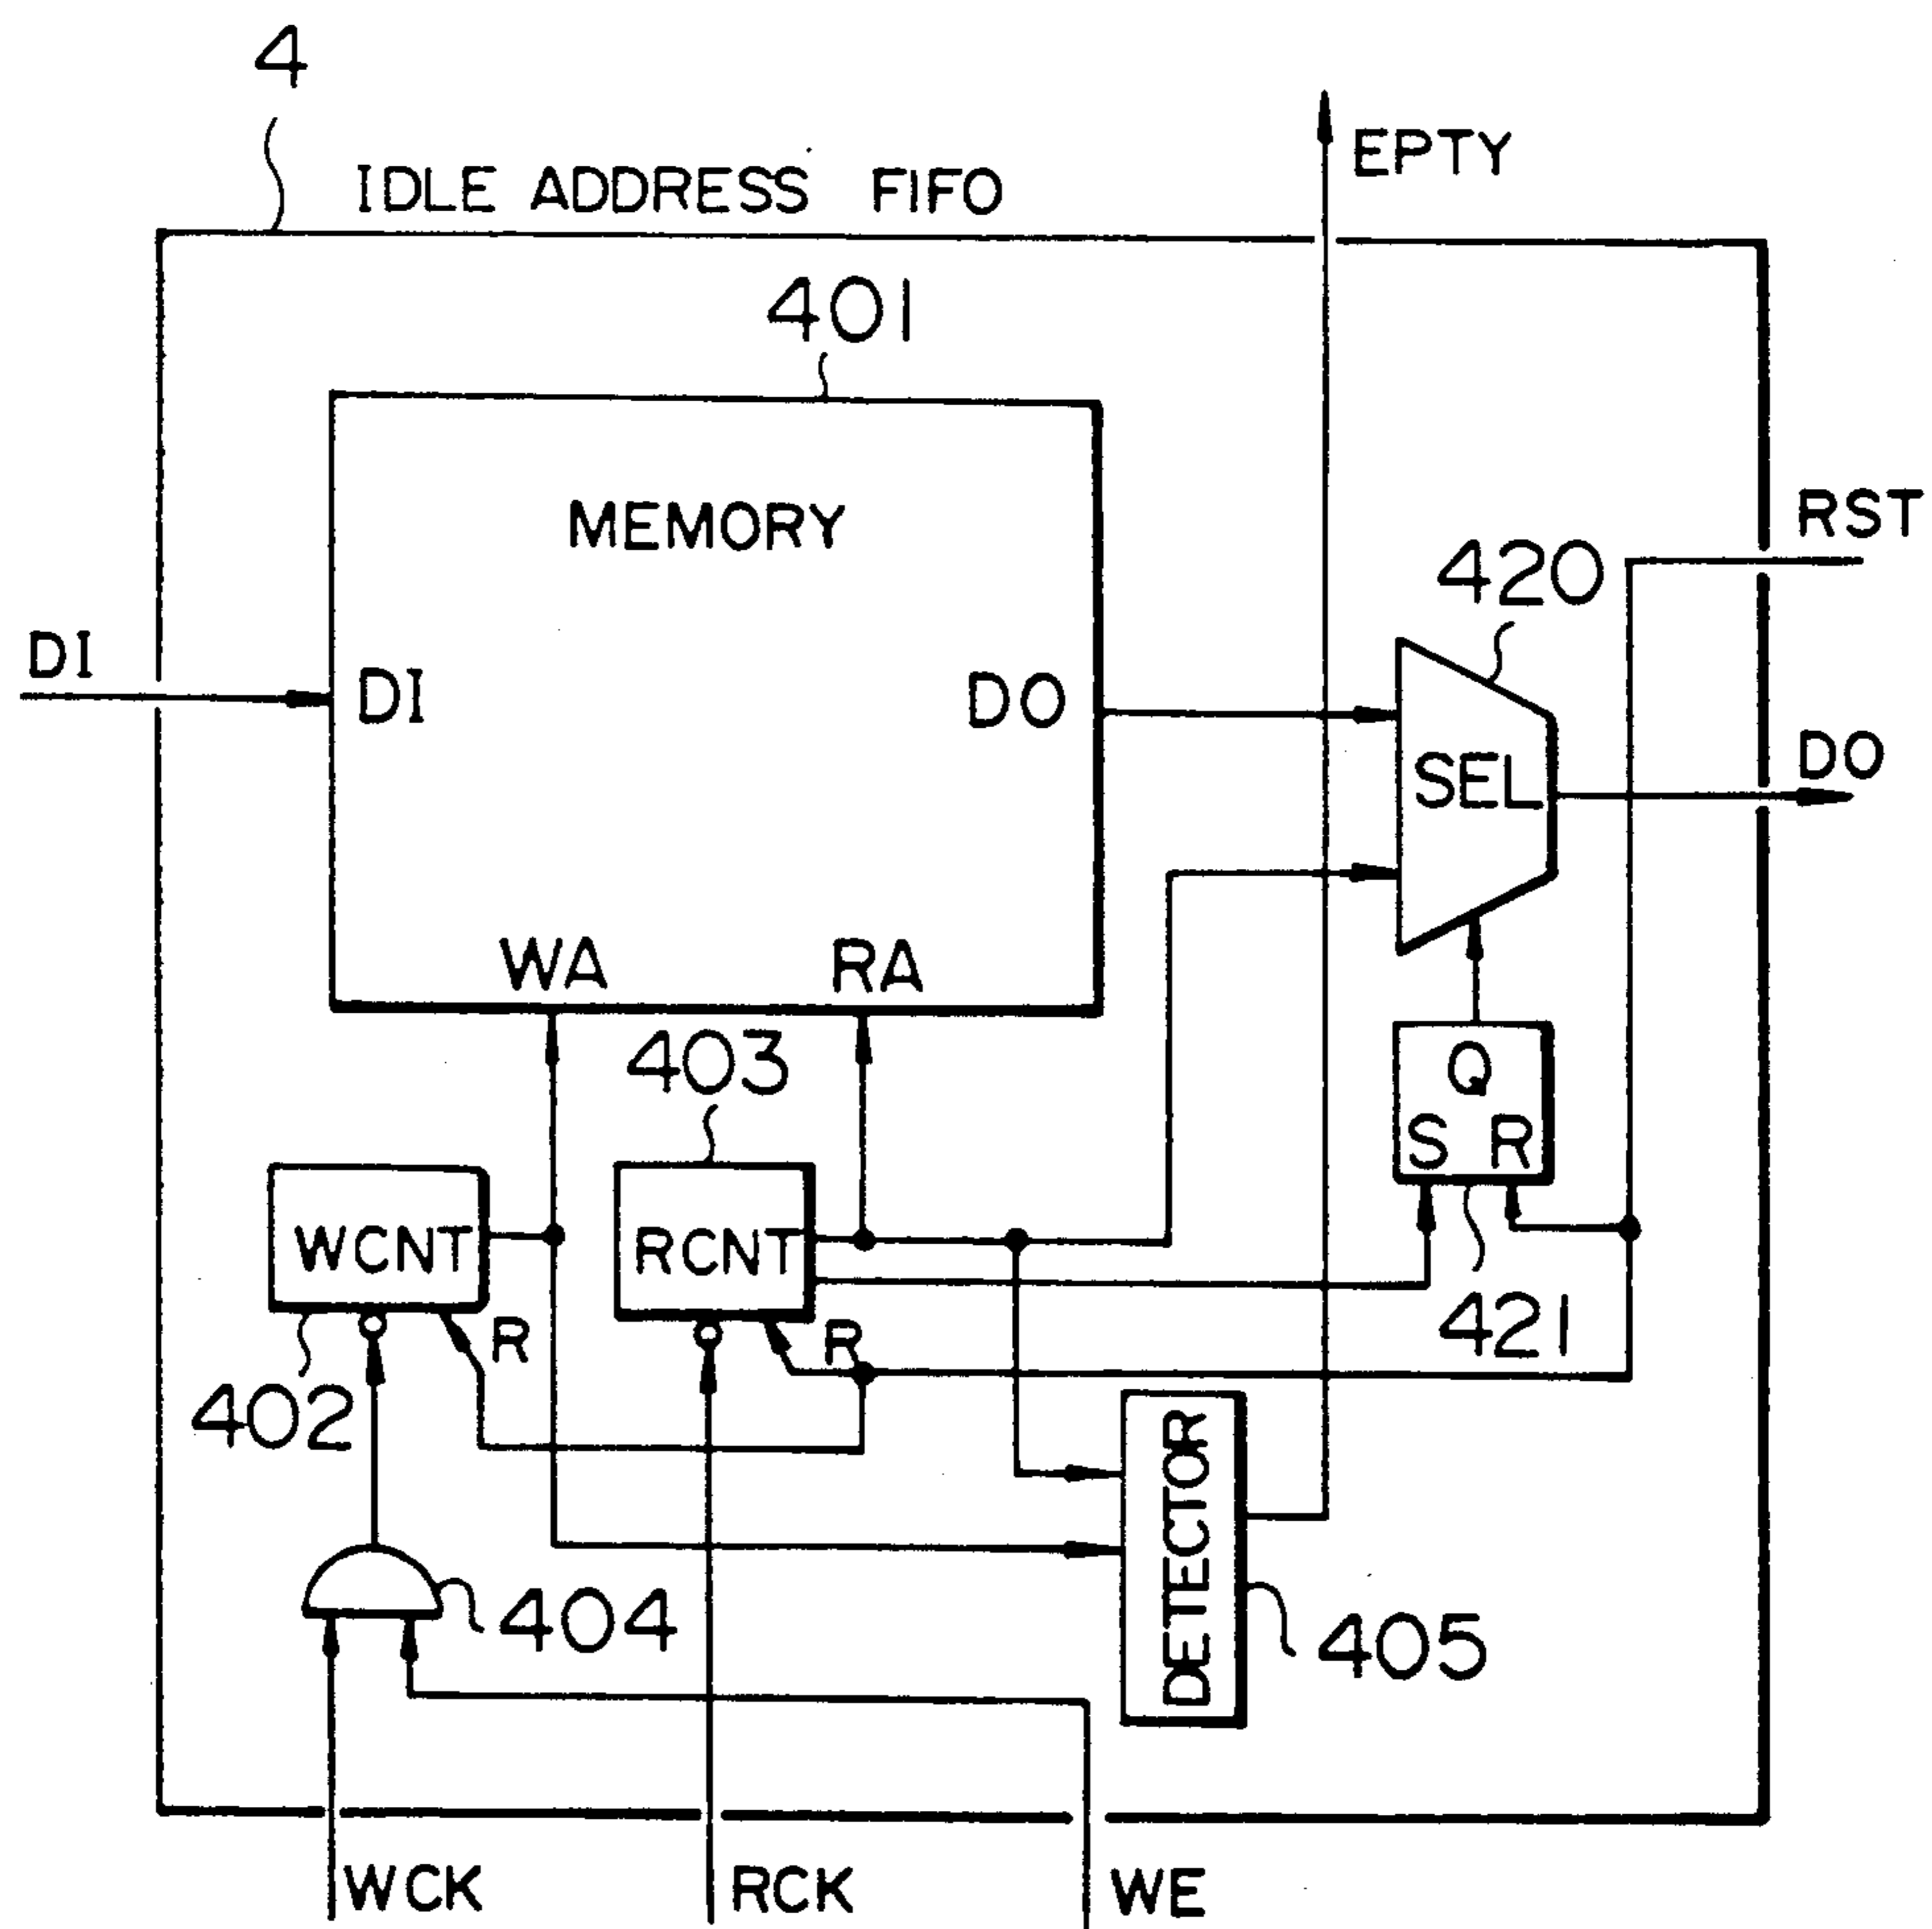 4
EPTY
IDLE ADDRESS FIFO
401
MEMORY
RST
420
DI
DI
DO
SEL
DO
WA
RA
403
Q
S R
WCNT
RCNT
R
R
421
402
DETECTOR
404
405
WCK
RCK
WE